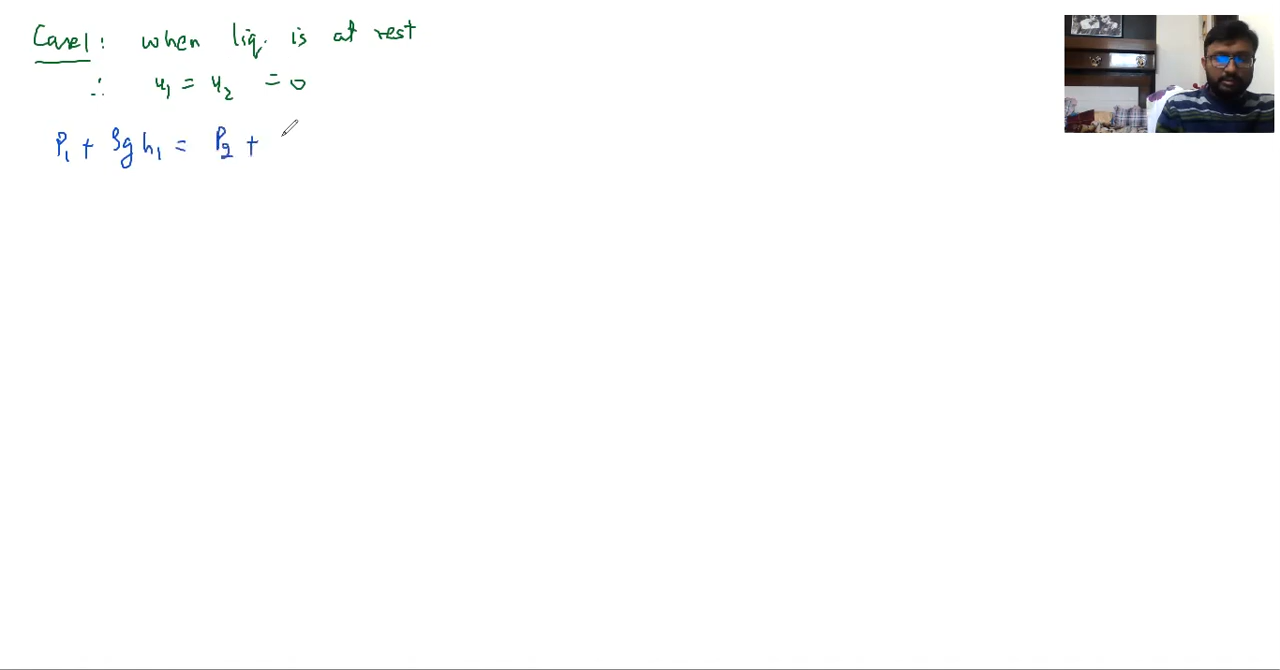 Case1: when liq. is at rest
∴ u₁ = u₂ = 0
P₁ + ρgh₁ = P₂ +